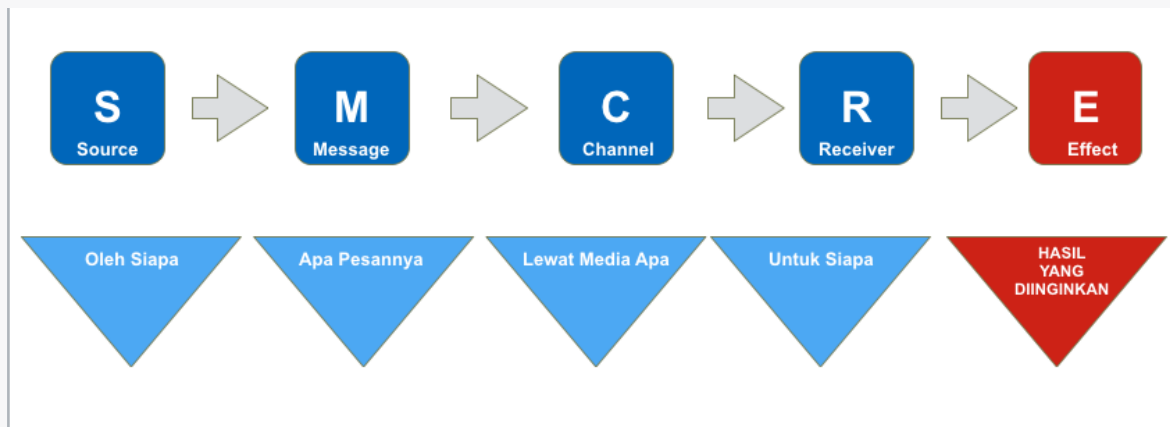 S
Source
M
Message
C
Channel
R
Receiver
E
Effect
Oleh Siapa
Apa Pesannya
Lewat Media Apa
Untuk Siapa
HASIL
YANG
DIINGINKAN